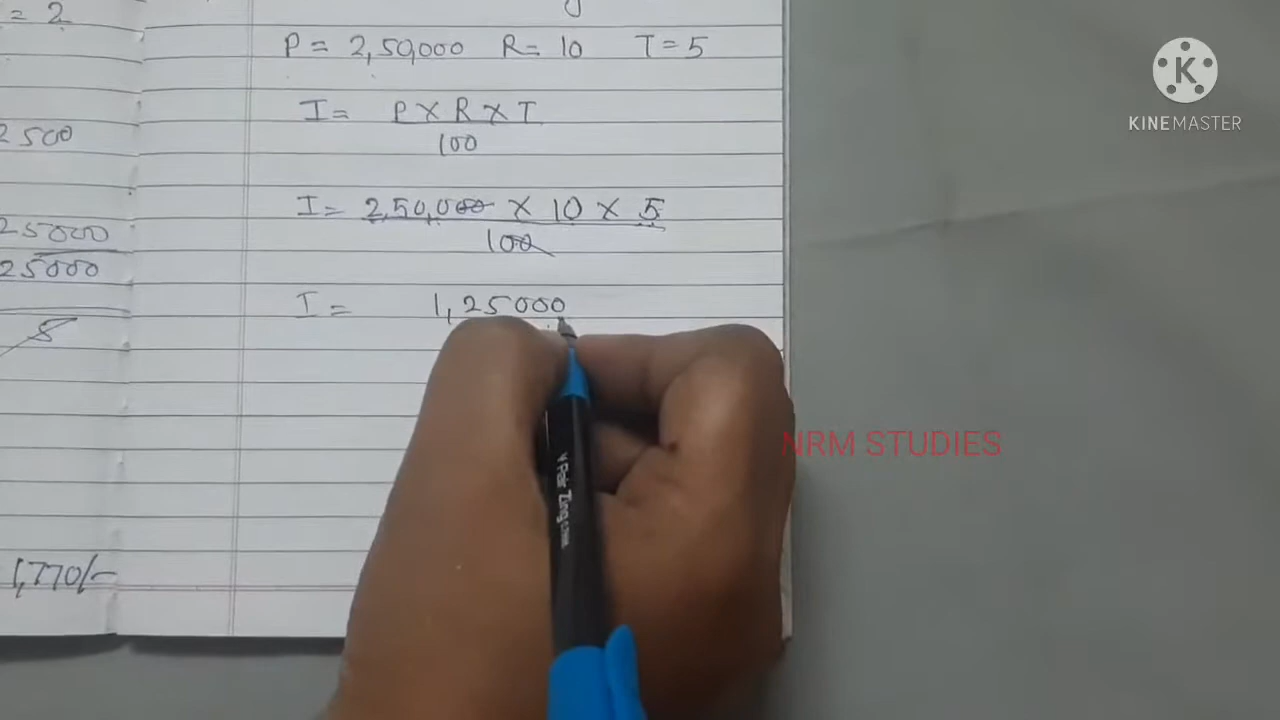 = 2
P = 2,50,000 R= 10 T=5
I= P X R X T
100
2500
I= 2,50,000 X 10 X 5
100
25000
25000
I = 1,25000
8
1,770/-
KINEMASTER
NRM STUDIES